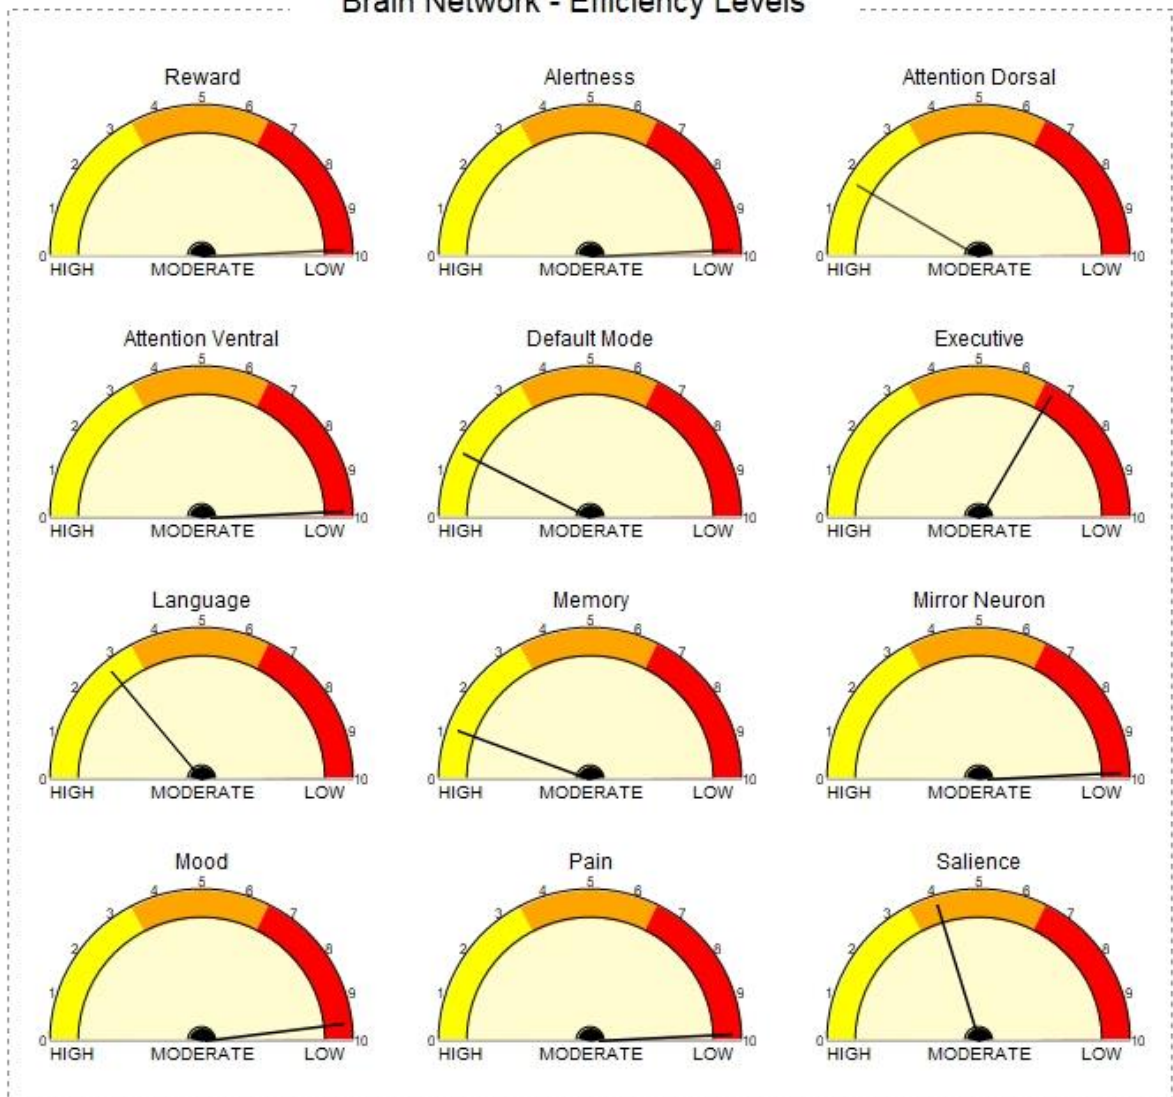 Brain Network - Efficiency Levels
Reward Alertness Attention Dorsal
0 1 2 3 4 5 6 7 8 9 10 0 1 2 3 4 5 6 7 8 9 10 0 1 2 3 4 5 6 7 8 9 10
HIGH MODERATE LOW HIGH MODERATE LOW HIGH MODERATE LOW
Attention Ventral Default Mode Executive
0 1 2 3 4 5 6 7 8 9 10 0 1 2 3 4 5 6 7 8 9 10 0 1 2 3 4 5 6 7 8 9 10
HIGH MODERATE LOW HIGH MODERATE LOW HIGH MODERATE LOW
Language Memory Mirror Neuron
0 1 2 3 4 5 6 7 8 9 10 0 1 2 3 4 5 6 7 8 9 10 0 1 2 3 4 5 6 7 8 9 10
HIGH MODERATE LOW HIGH MODERATE LOW HIGH MODERATE LOW
Mood Pain Salience
0 1 2 3 4 5 6 7 8 9 10 0 1 2 3 4 5 6 7 8 9 10 0 1 2 3 4 5 6 7 8 9 10
HIGH MODERATE LOW HIGH MODERATE LOW HIGH MODERATE LOW